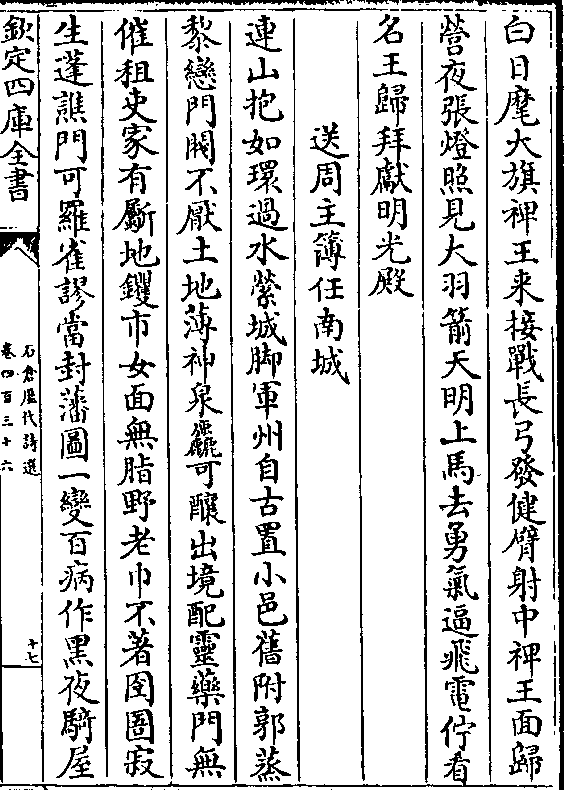 白日麾大旗裨王来接戰長弓發健臂射中裨王面歸
營夜張燈照見大羽箭天明上馬去勇氣逼飛電佇看
名王歸拜獻明光殿
送周主簿任南城
連山抱如環過水縈城脚軍州自古置小邑舊附郭蒸
黎戀門閥不厭土地薄神泉麤可釀出境配靈藥門無
催租吏家有斸地钁市女面無脂野老巾不著囹圄寂
生蓬譙門可羅雀謬當封藩圖一變百病作黑夜騎屋
欽定四庫全書
石倉歷代詩選
卷四百三十六
十七